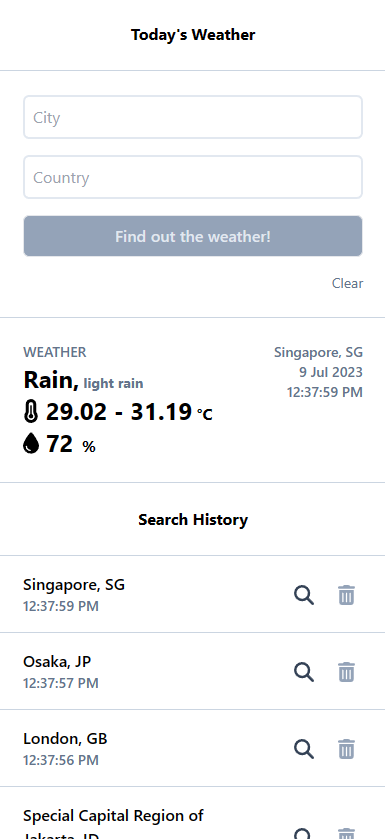 Today's Weather
City
Country
Find out the weather!
Clear
WEATHER
Singapore, SG
Rain, light rain
9 Jul 2023
12:37:59 PM
29.02 - 31.19 °C
72 %
Search History
Singapore, SG
12:37:59 PM
Osaka, JP
12:37:57 PM
London, GB
12:37:56 PM
Special Capital Region of
Jakarta, ID